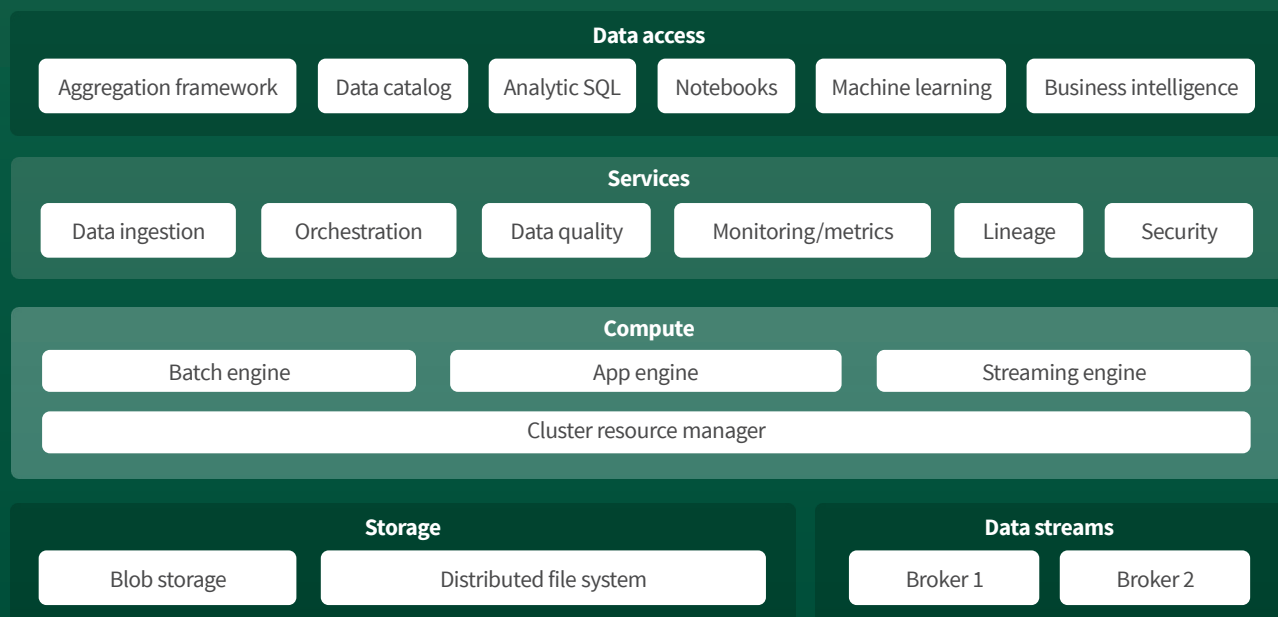 Data access
Aggregation framework
Data catalog
Analytic SQL
Notebooks
Machine learning
Business intelligence
Services
Data ingestion
Orchestration
Data quality
Monitoring/metrics
Lineage
Security
Compute
Batch engine
App engine
Streaming engine
Cluster resource manager
Storage
Blob storage
Distributed file system
Data streams
Broker 1
Broker 2